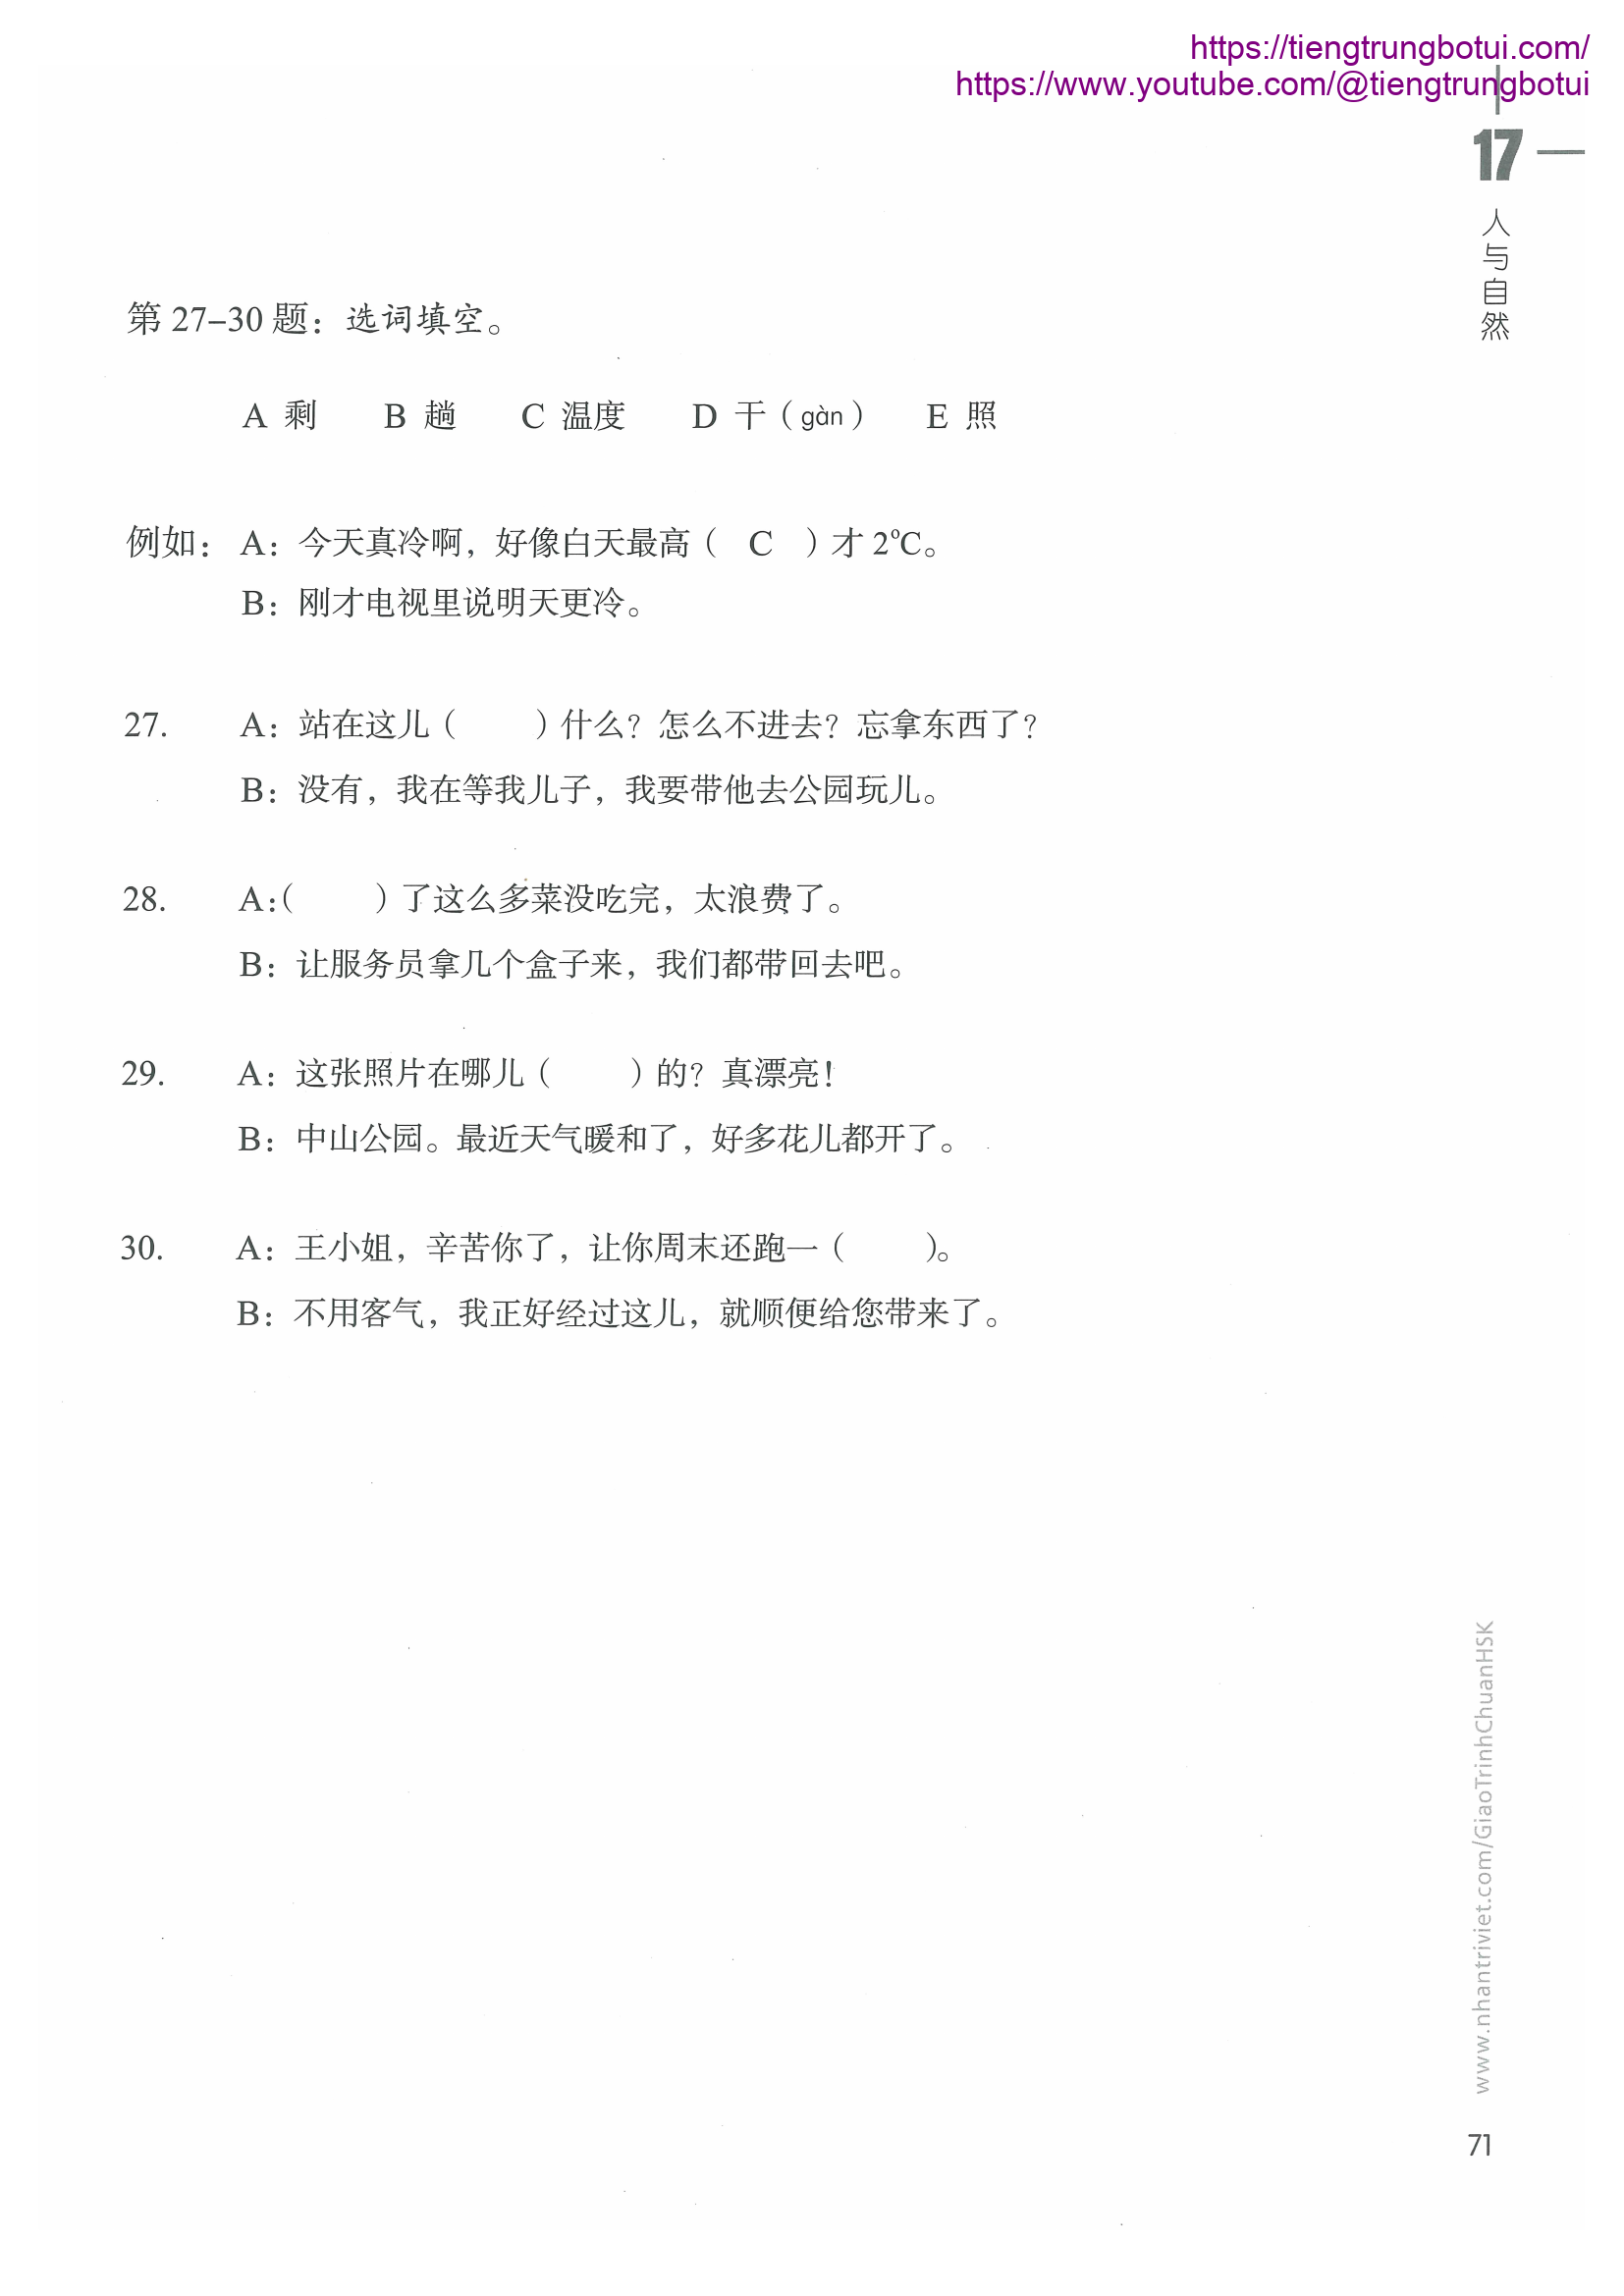 https://tiengtrungbotui.com/
https://www.youtube.com/@tiengtrungbotui
17
人与自然
第 27–30 题：选词填空。
A 剩 B 趟 C 温度 D 干（gàn） E 照
例如： A：今天真冷啊，好像白天最高（ C ）才 2℃。
B：刚才电视里说明天更冷。
27. A：站在这儿（ ）什么？怎么不进去？忘拿东西了？
B：没有，我在等我儿子，我要带他去公园玩儿。
28. A：（ ）了这么多菜没吃完，太浪费了。
B：让服务员拿几个盒子来，我们都带回去吧。
29. A：这张照片在哪儿（ ）的？真漂亮！
B：中山公园。最近天气暖和了，好多花儿都开了。
30. A：王小姐，辛苦你了，让你周末还跑一（ ）。
B：不用客气，我正好经过这儿，就顺便给您带来了。
www.nhantriviet.com/GiaoTrinhChuanHSK
71